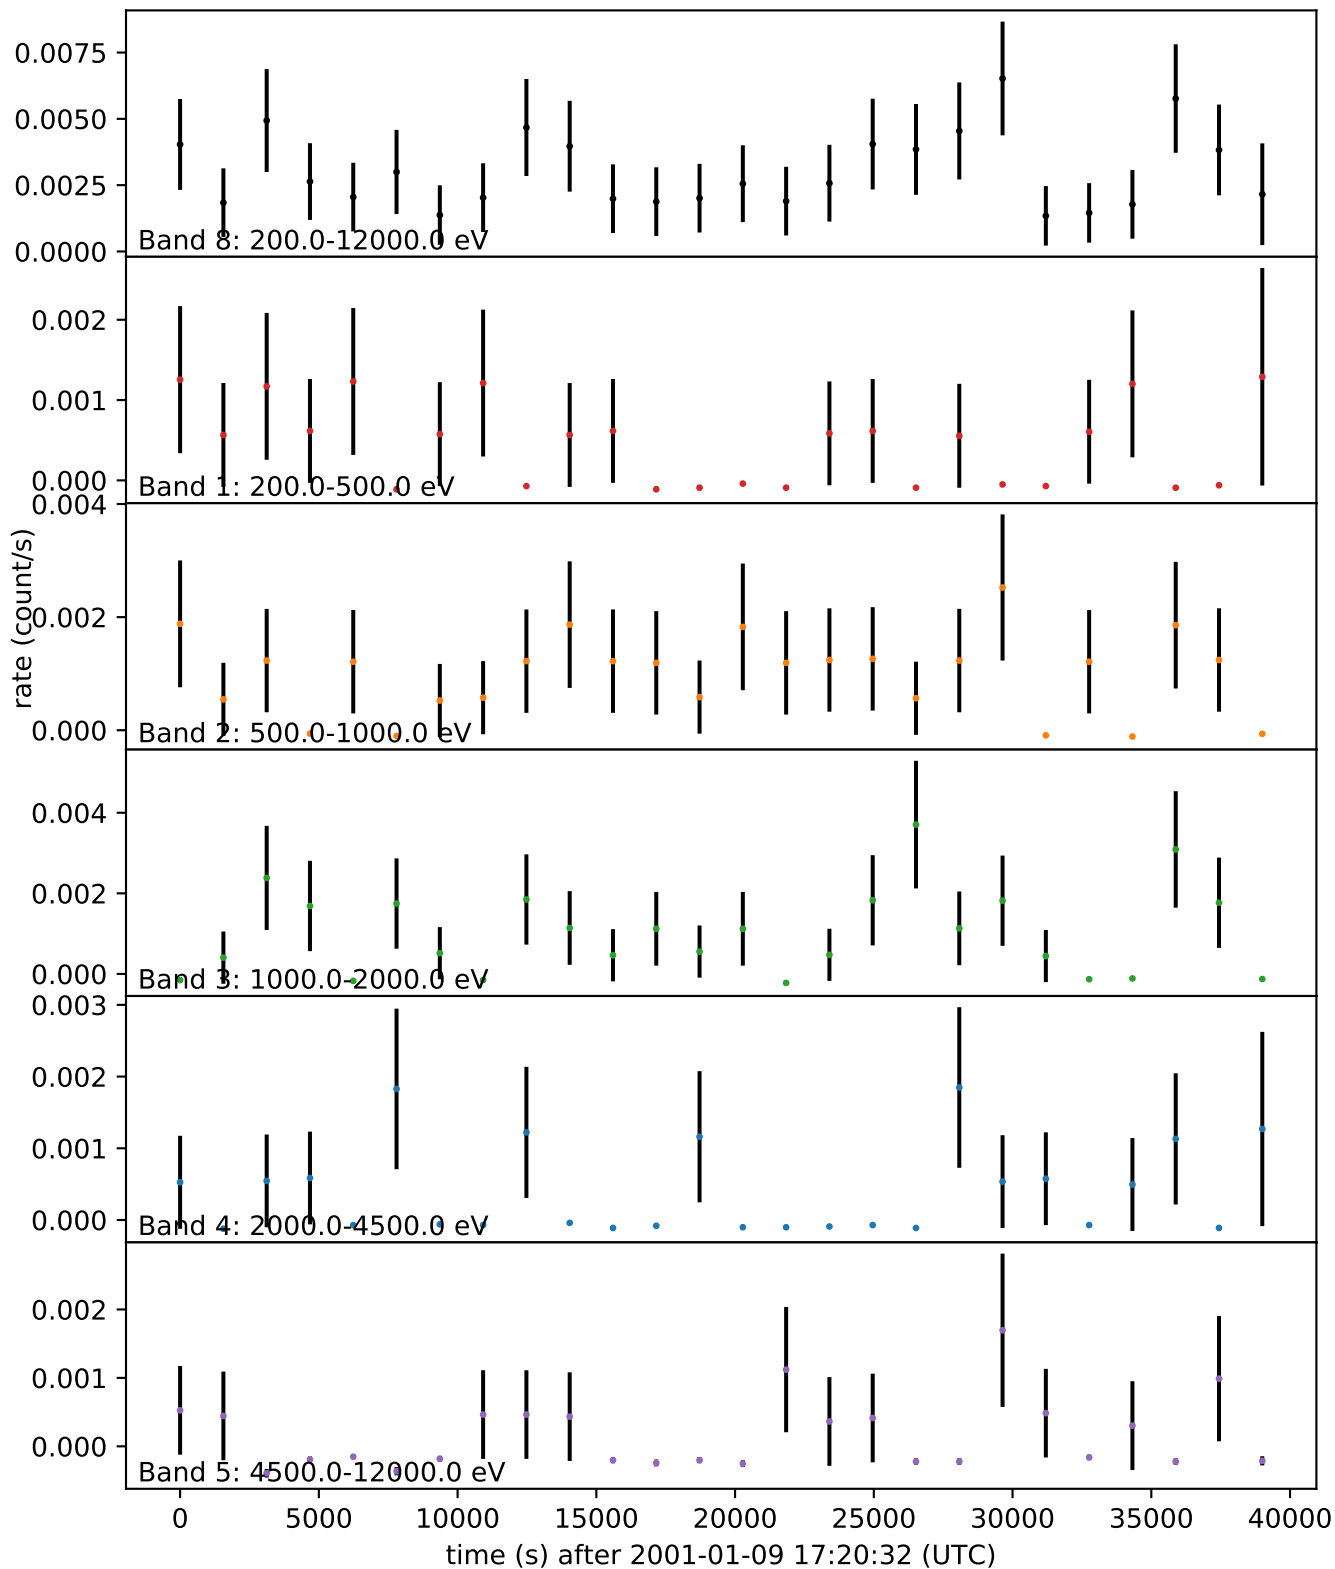 0.0075
0.0050
0.0025
0.0000
Band 8: 200.0-12000.0 eV
0.002
0.001
0.000
Band 1: 200.0-500.0 eV
0.004
0.002
0.000
Band 2: 500.0-1000.0 eV
rate (count/s)
0.004
0.002
0.000
Band 3: 1000.0-2000.0 eV
0.003
0.002
0.001
0.000
Band 4: 2000.0-4500.0 eV
0.002
0.001
0.000
Band 5: 4500.0-12000.0 eV
0 5000 10000 15000 20000 25000 30000 35000 40000
time (s) after 2001-01-09 17:20:32 (UTC)